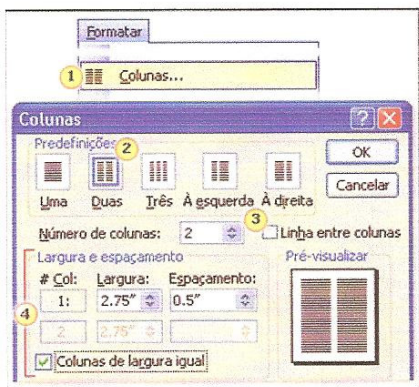 Formatar
1 Colunas...
Colunas
Predefinições 2
OK
Uma Duas Três À esquerda À direita
Cancelar
3
Número de colunas: 2 Linha entre colunas
Largura e espaçamento Pré-visualizar
# Col: Largura: Espaçamento:
1: 2.75" 0.5"
4
2 2.75"
Colunas de largura igual